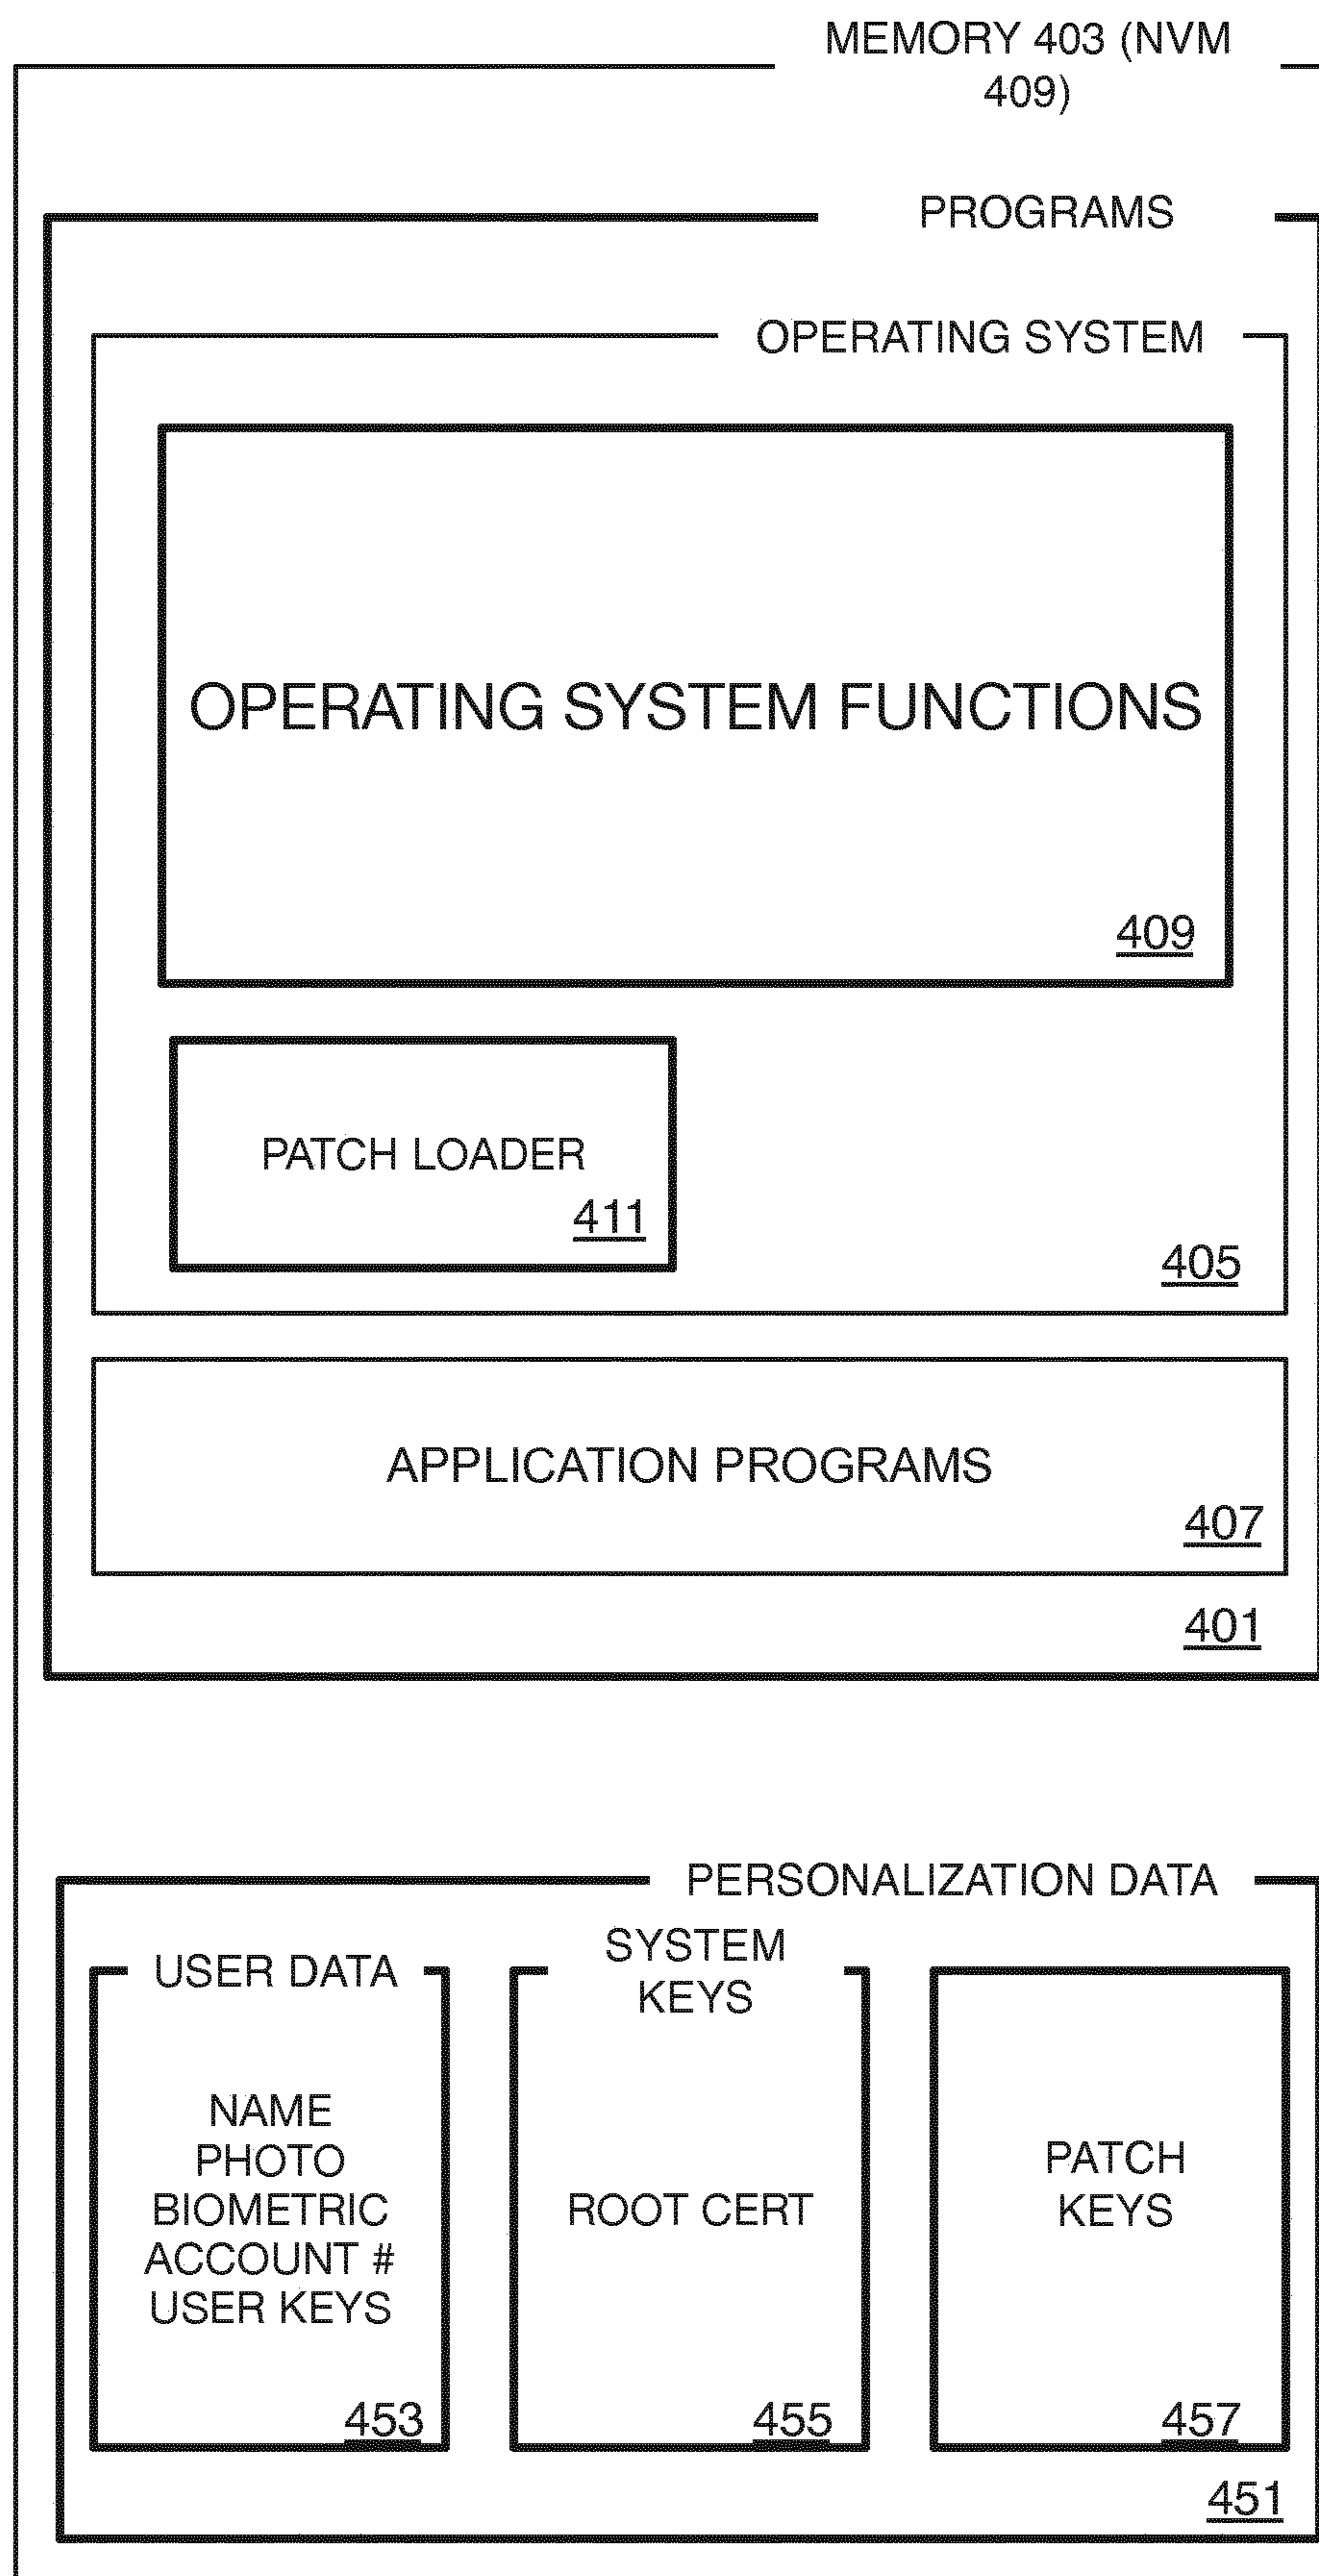 MEMORY 403 (NVM
409)
PROGRAMS
OPERATING SYSTEM
OPERATING SYSTEM FUNCTIONS
409
PATCH LOADER
411
405
APPLICATION PROGRAMS
407
401
PERSONALIZATION DATA
USER DATA
NAME
PHOTO
BIOMETRIC
ACCOUNT #
USER KEYS
453
SYSTEM
KEYS
ROOT CERT
455
PATCH
KEYS
457
451